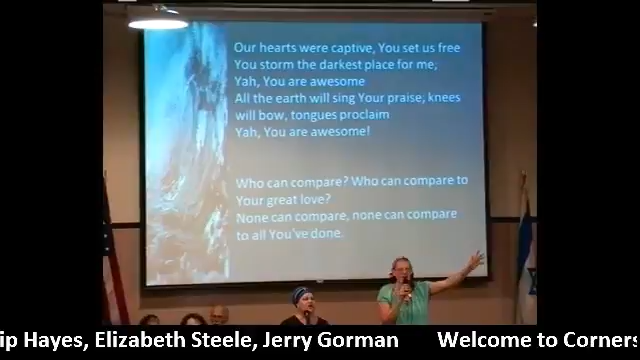 Our hearts were captive, You set us free
You storm the darkest place for me;
Yah, You are awesome
All the earth will sing Your praise, knees
will bow, tongues proclaim
Yah, You are awesome!
Who can compare? Who can compare to
Your great love?
None can compare, none can compare
to all You've done.
ip Hayes, Elizabeth Steele, Jerry Gorman Welcome to Corners